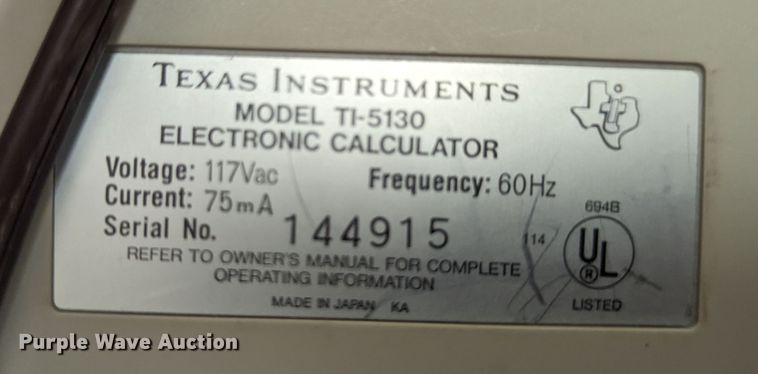 TEXAS INSTRUMENTS
MODEL TI-5130
ELECTRONIC CALCULATOR
Voltage: 117Vac
Frequency: 60Hz
Current: 75mA
Serial No. 144915
114
694B
UL
®
LISTED
REFER TO OWNER'S MANUAL FOR COMPLETE
OPERATING INFORMATION
MADE IN JAPAN KA
Purple Wave Auction